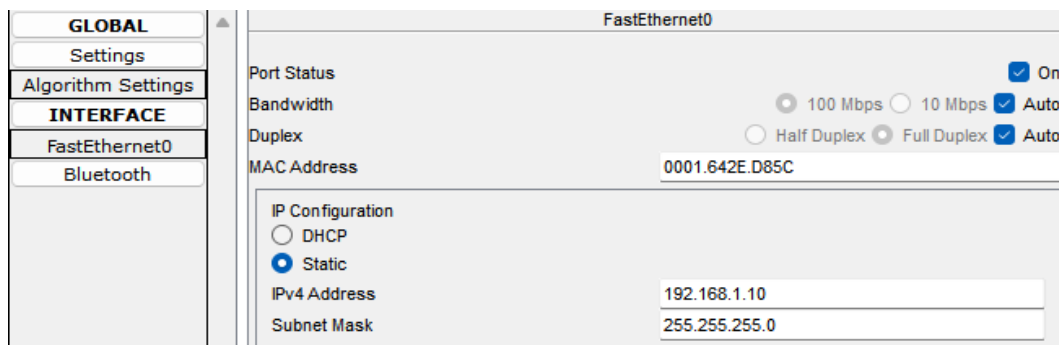 GLOBAL
Settings
Algorithm Settings
INTERFACE
FastEthernet0
Bluetooth
FastEthernet0
Port Status On
Bandwidth 100 Mbps 10 Mbps Auto
Duplex Half Duplex Full Duplex Auto
MAC Address 0001.642E.D85C
IP Configuration
DHCP
Static
IPv4 Address 192.168.1.10
Subnet Mask 255.255.255.0